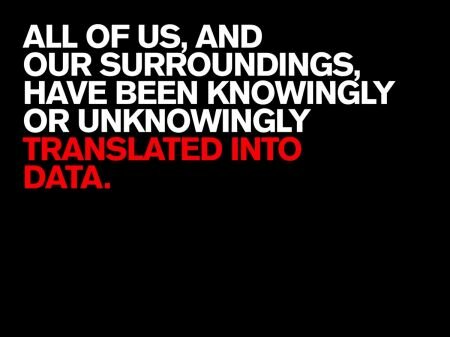 ALL OF US, AND
OUR SURROUNDINGS,
HAVE BEEN KNOWINGLY
OR UNKNOWINGLY
TRANSLATED INTO
DATA.